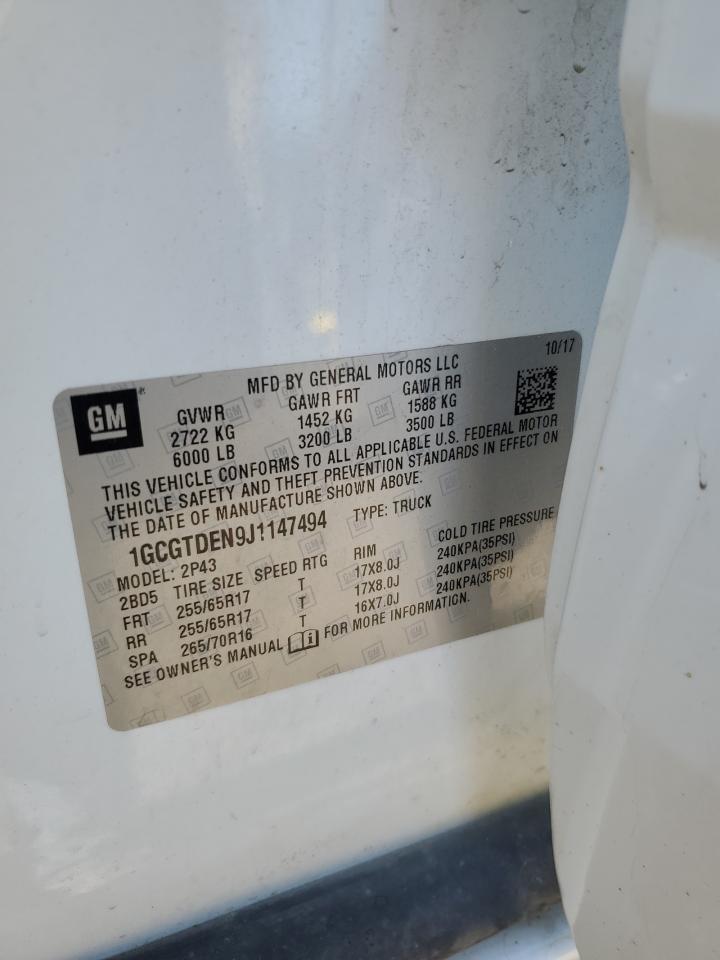 GM
MFD BY GENERAL MOTORS LLC
10/17
GVWR GAWR FRT GAWR RR
2722 KG 1452 KG 1588 KG
6000 LB 3200 LB 3500 LB
THIS VEHICLE CONFORMS TO ALL APPLICABLE U.S. FEDERAL MOTOR
VEHICLE SAFETY AND THEFT PREVENTION STANDARDS IN EFFECT ON
THE DATE OF MANUFACTURE SHOWN ABOVE.
1GCGTDEN9J1147494 TYPE: TRUCK
MODEL: 2P43
2BD5 TIRE SIZE SPEED RTG RIM COLD TIRE PRESSURE
FRT 255/65R17 T 17X8.0J 240KPA(35PSI)
RR 255/65R17 T 17X8.0J 240KPA(35PSI)
SPA 265/70R16 T 16X7.0J 240KPA(35PSI)
SEE OWNER'S MANUAL i FOR MORE INFORMATION.